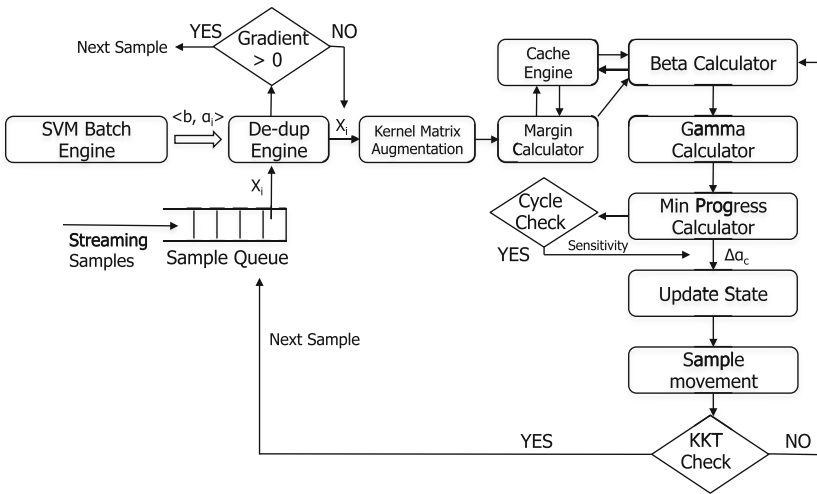 YES
Gradient
> 0
NO
Next Sample
Cache
Engine
Beta Calculator
<b, αi>
SVM Batch
Engine
De-dup
Engine
Xi
Kernel Matrix
Augmentation
Margin
Calculator
Gamma
Calculator
Xi
Cycle
Check
Min Progress
Calculator
Streaming
Samples
Sample Queue
YES
Sensitivity
Δαc
Update State
Next Sample
Sample
movement
YES
KKT
Check
NO